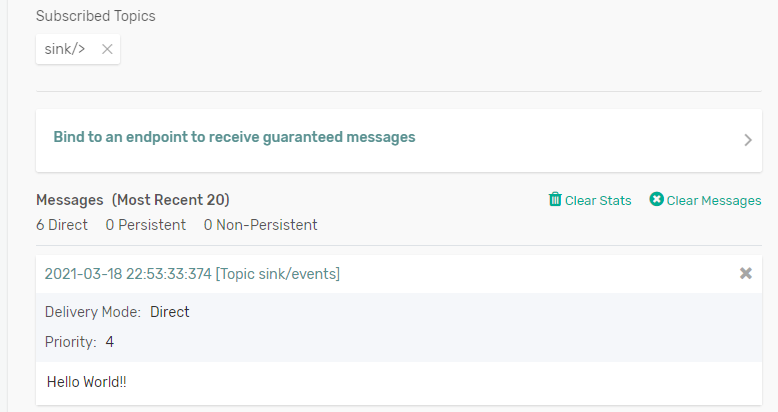 Subscribed Topics
sink/> ×
Bind to an endpoint to receive guaranteed messages
Messages (Most Recent 20) Clear Stats Clear Messages
6 Direct 0 Persistent 0 Non-Persistent
2021-03-18 22:53:33:374 [Topic sink/events]
Delivery Mode: Direct
Priority: 4
Hello World!!